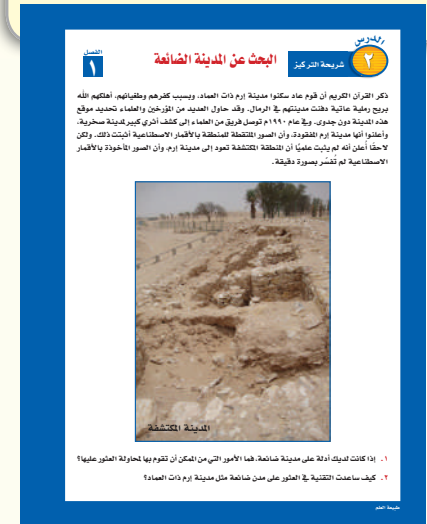 الدرس
٢
شريحة التركيز
البحث عن المدينة الضائعة
الفصل
١
ذكر القرآن الكريم أن قوم عاد سكنوا مدينة إرم ذات العماد. وبسبب كفرهم وطغيانهم، أهلكهم الله
بريح رملية عاتية دفنت مدينتهم في الرمال. وقد حاول العديد من المؤرخين والعلماء تحديد موقع
هذه المدينة دون جدوى. وفي عام ١٩٩٠م توصل فريق من العلماء إلى كشف أثري كبير لمدينة صخرية،
وأعلنوا أنها مدينة إرم المفقودة، وأن الصور الملتقطة للمنطقة بالأقمار الاصطناعية أثبتت ذلك. ولكن
لاحقًا أُعلن أنه لم يثبت علميًا أن المنطقة المكتشفة تعود إلى مدينة إرم، وأن الصور المأخوذة بالأقمار
الاصطناعية لم تُفسّر بصورة دقيقة.
المدينة المكتشفة
١. إذا كانت لديك أدلة على مدينة ضائعة، فما الأمور التي من الممكن أن تقوم بها لمحاولة العثور عليها؟
٢. كيف ساعدت التقنية في العثور على مدن ضائعة مثل مدينة إرم ذات العماد؟
طبيعة العلم